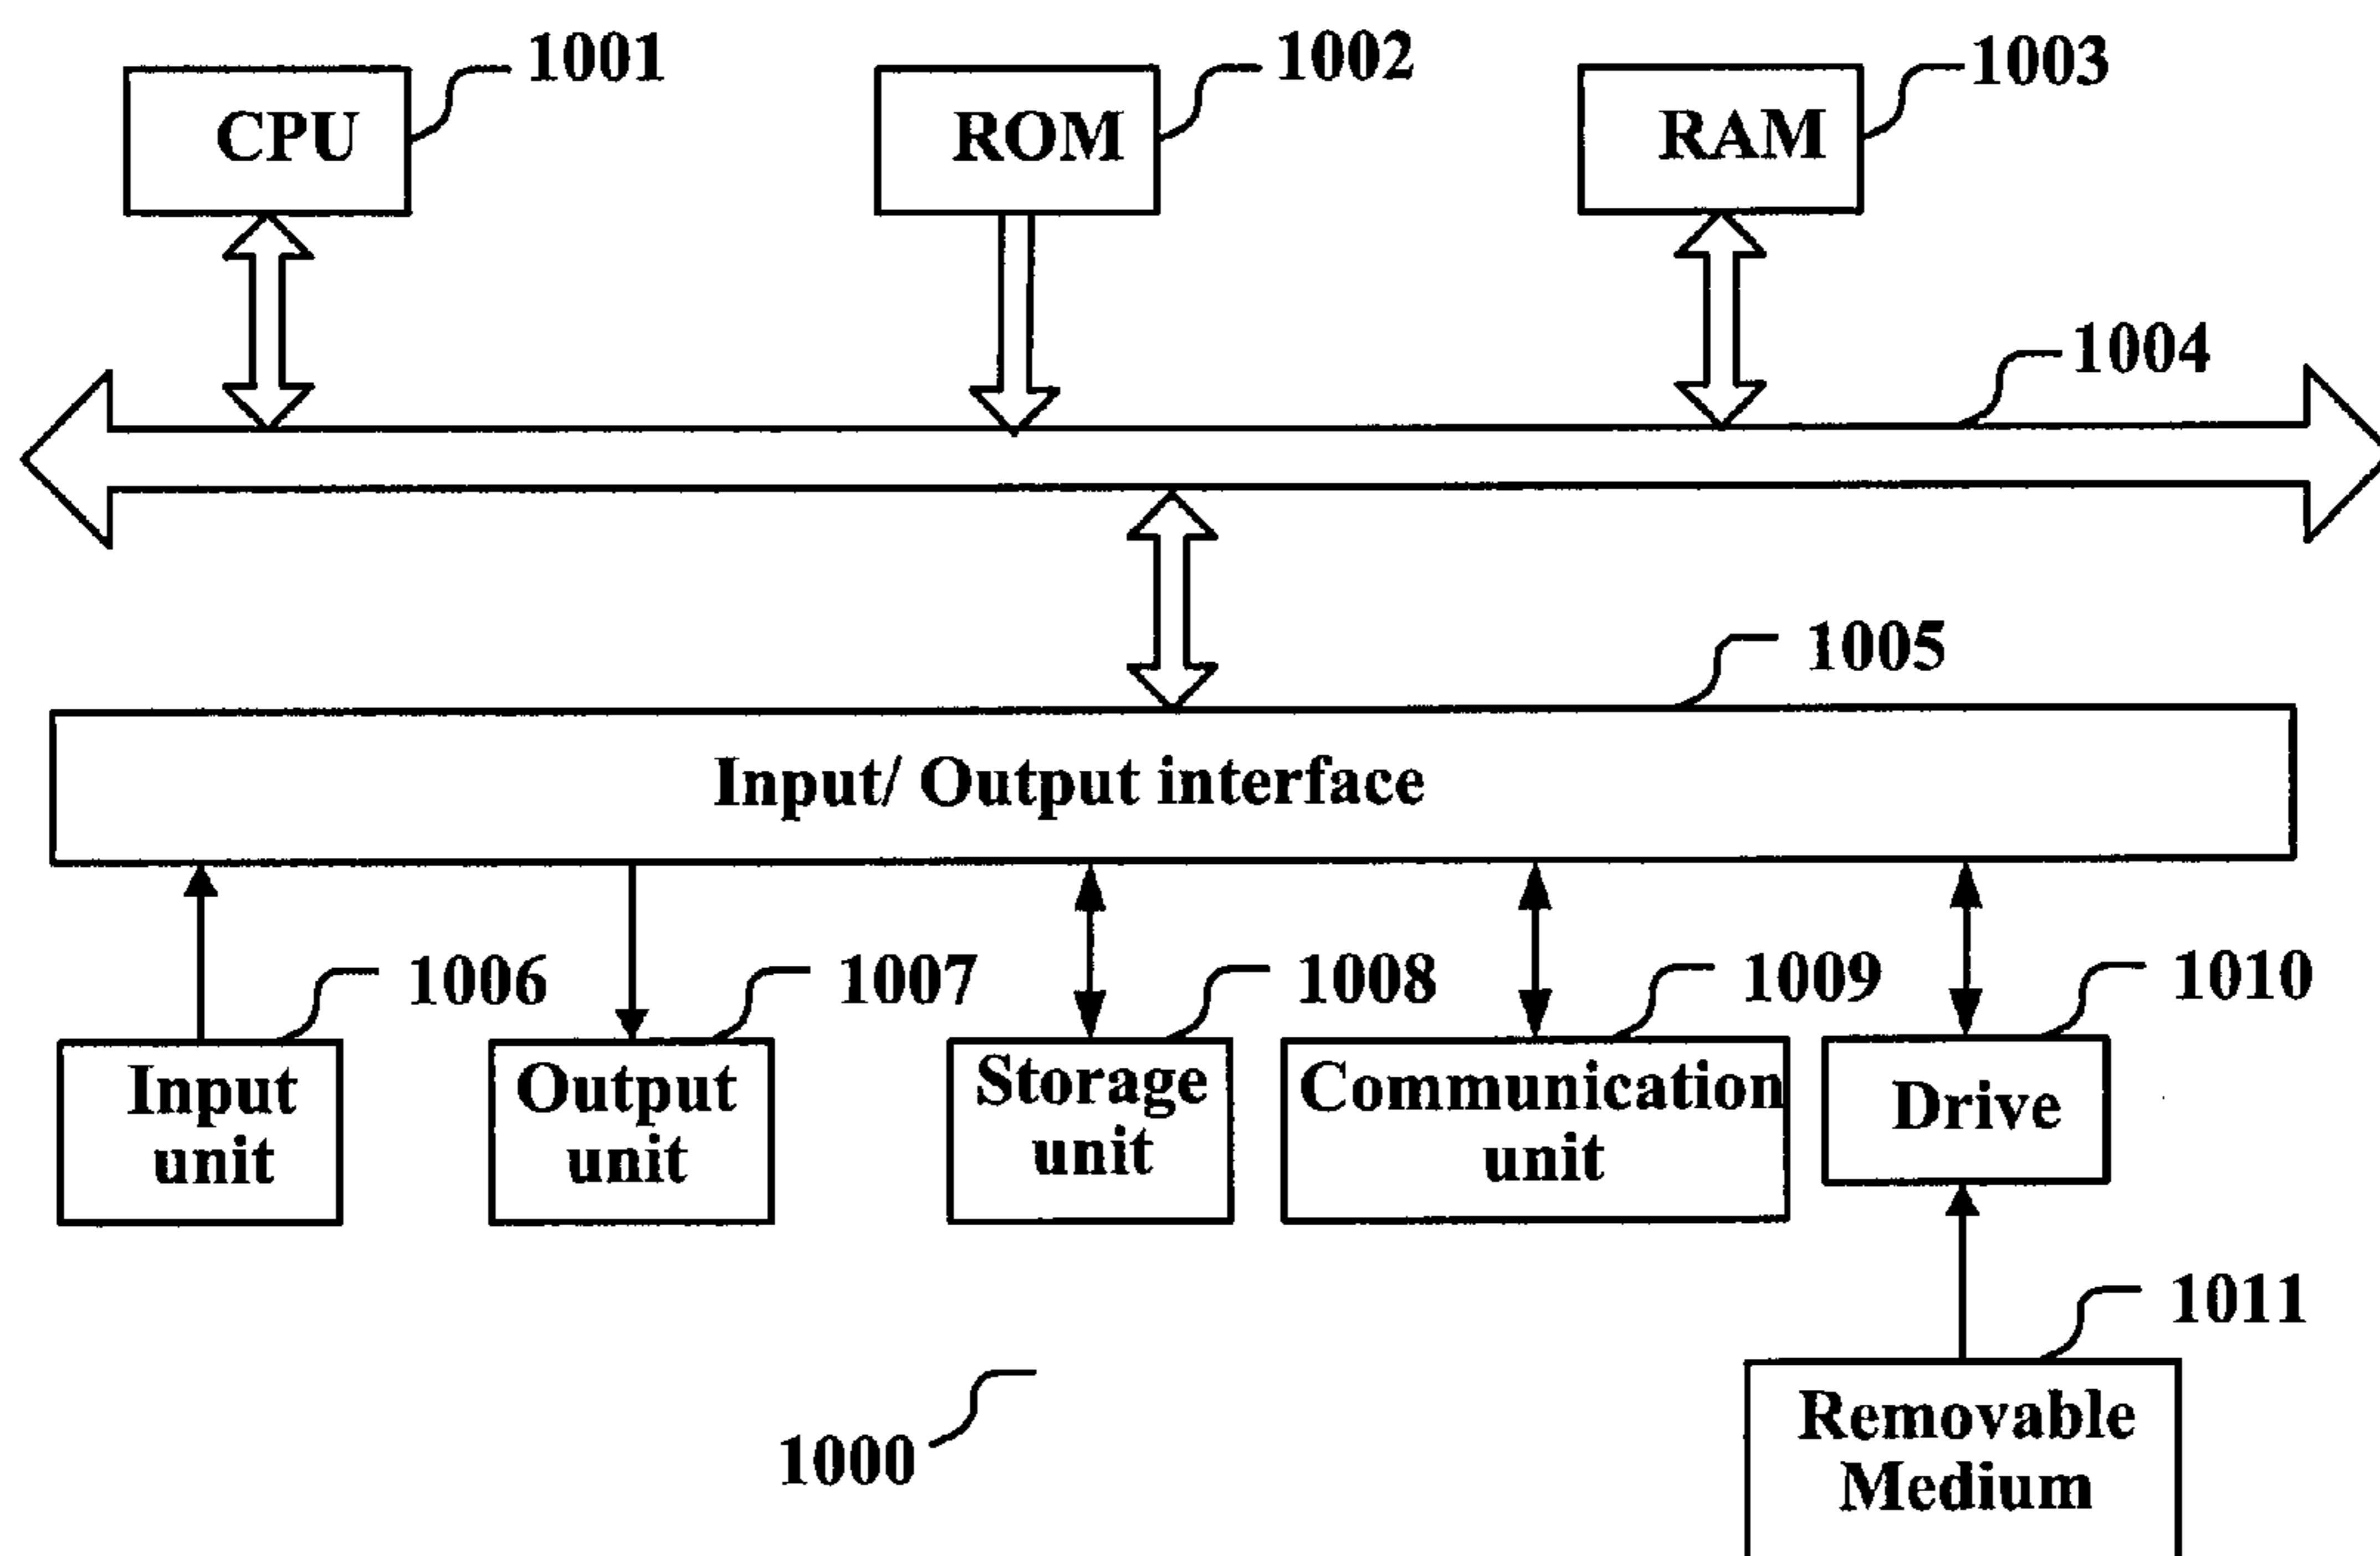 1001
1002
1003
CPU
ROM
RAM
1004
1005
Input/ Output interface
1006
1007
1008
1009
1010
Input
unit
Output
unit
Storage
unit
Communication
unit
Drive
1011
1000
Removable
Medium